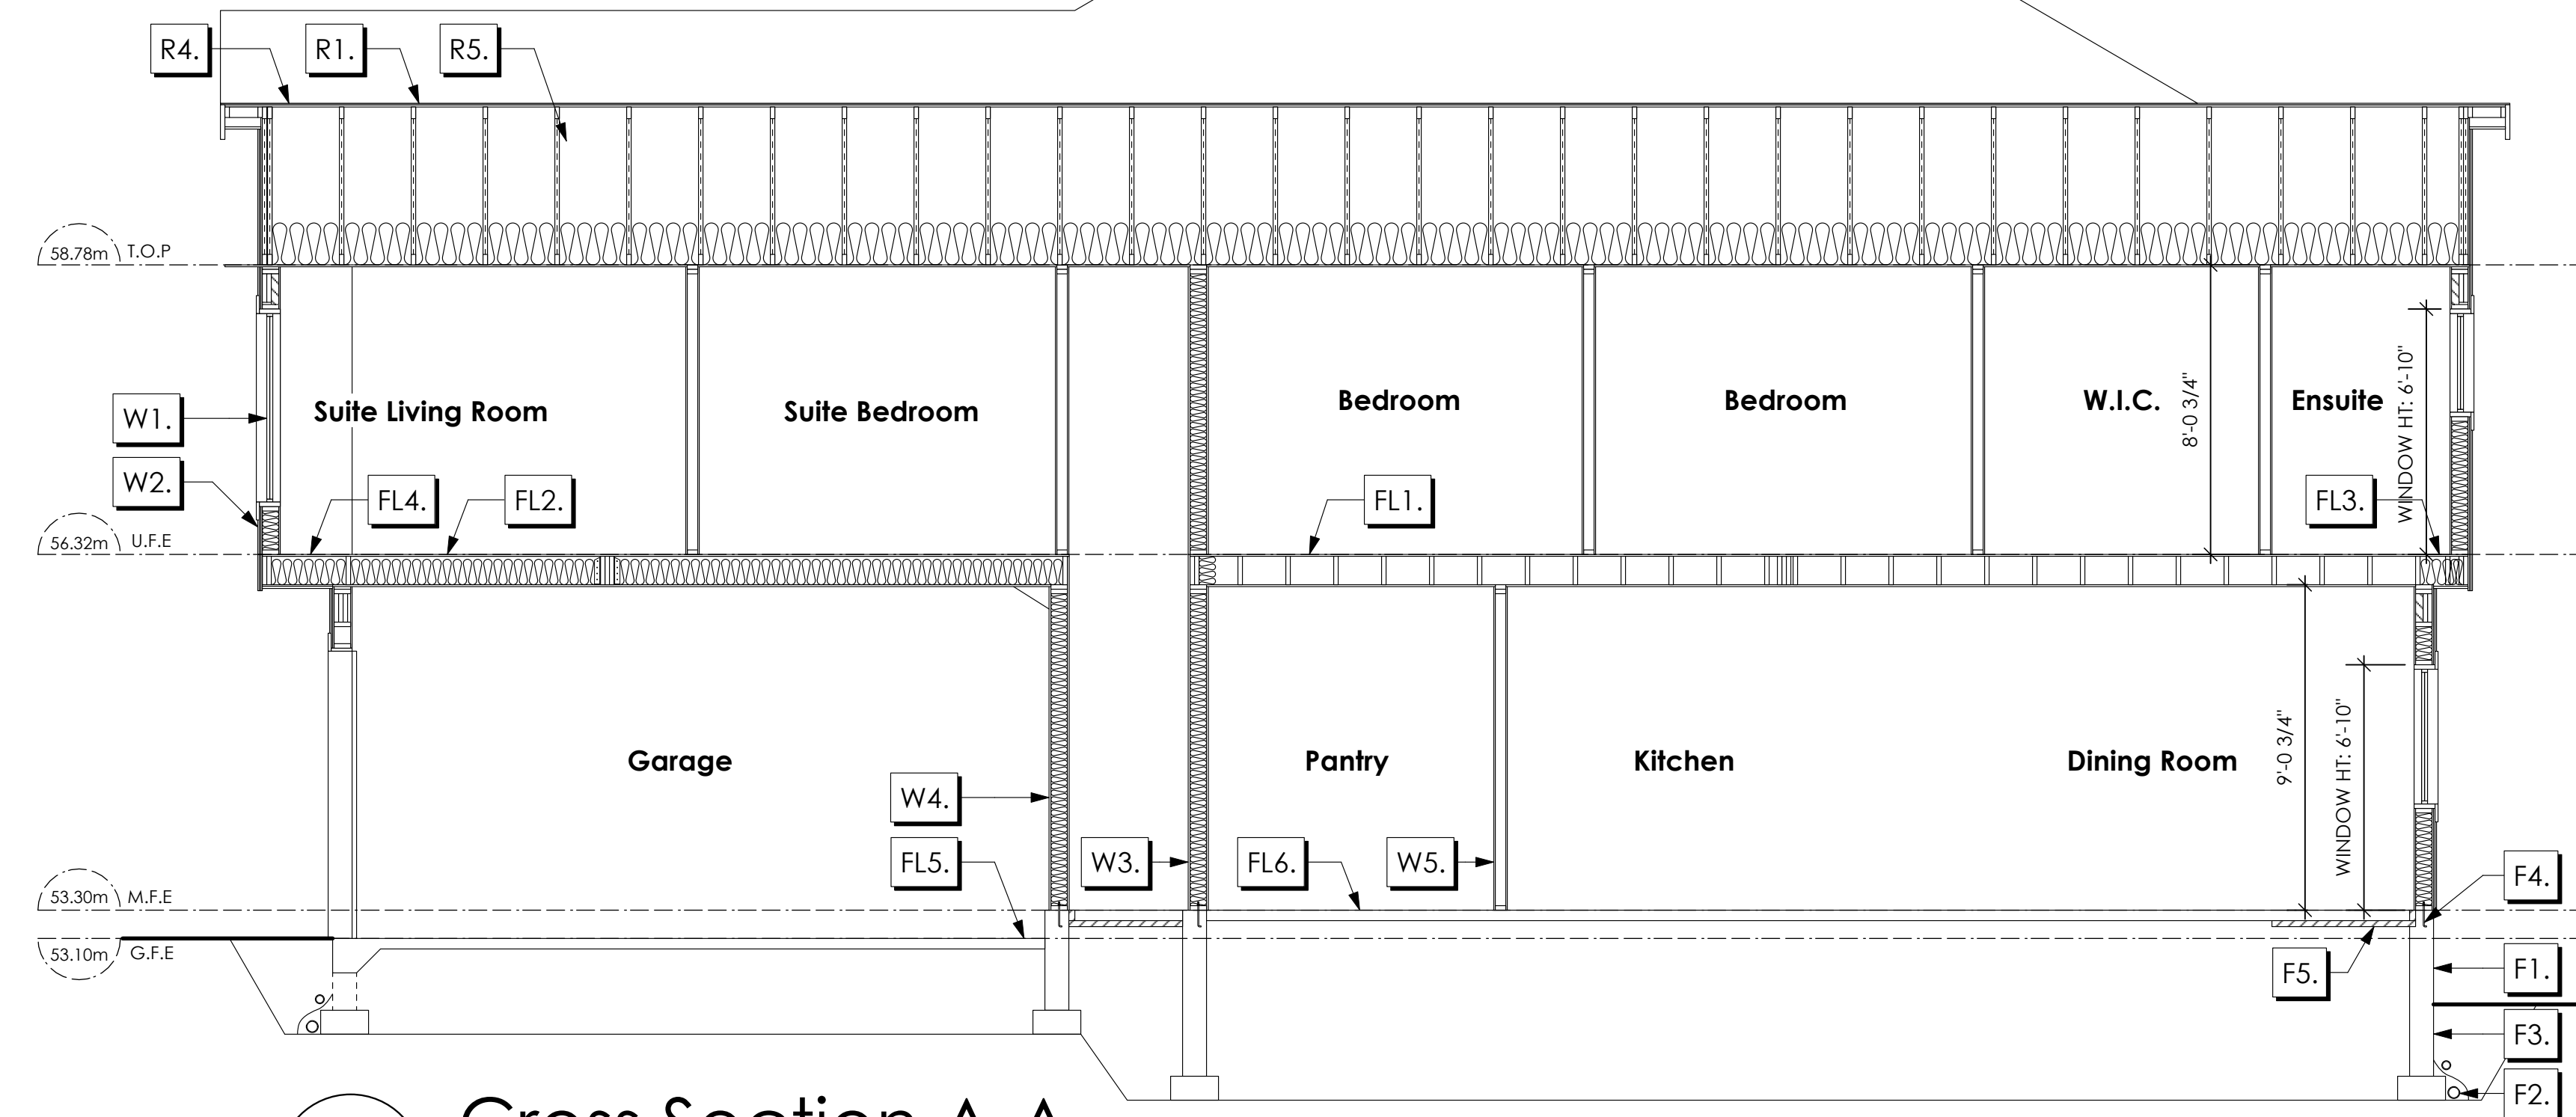 R4. R1. R5.
58.78m T.O.P
W1. Suite Living Room Suite Bedroom Bedroom Bedroom W.I.C. 8'-0 3/4" Ensuite WINDOW HT: 6'-10"
W2. FL4. FL2. FL1. FL3.
56.32m U.F.E
Garage Pantry Kitchen Dining Room 9'-0 3/4" WINDOW HT: 6'-10"
W4.
FL5. W3. FL6. W5.
F4.
53.30m M.F.E
53.10m G.F.E
F5. F1.
F3.
F2.
Cross Section A-A